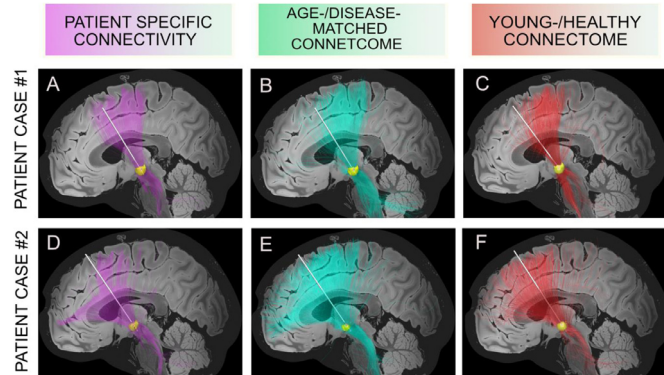 PATIENT SPECIFIC
CONNECTIVITY
AGE-/DISEASE-
MATCHED
CONNETCOME
YOUNG-/HEALTHY
CONNECTOME
PATIENT CASE #1
A
B
C
PATIENT CASE #2
D
E
F